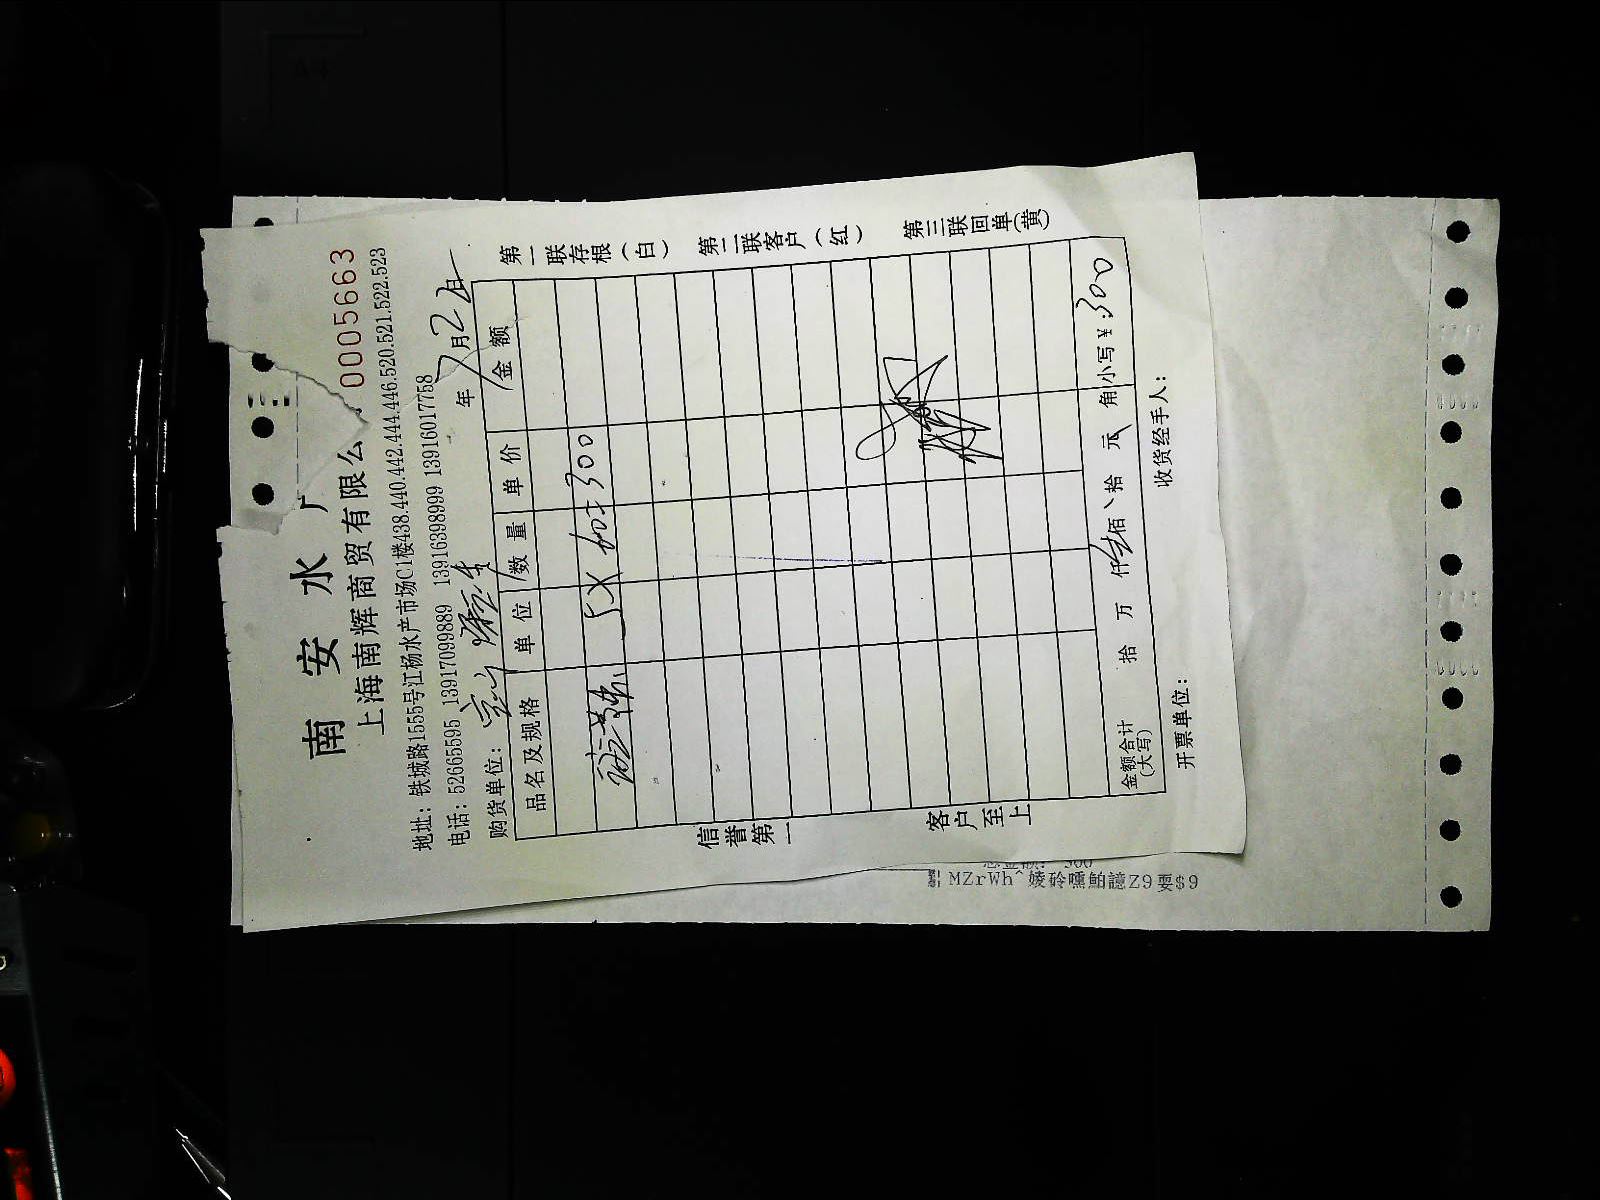 南安水
上海南辉商贸有限公
0005663
地址：铁城路1555号江杨水产市场C1楼438.440.442.444.446.520.521.522.523
电话：52665595 13917099889 13916398999 13916017758
购货单位：
年7月2日
品名及规格 单位 数量 单价 金额
5X60=300
金额合计
(大写)
拾 万 仟 佰 拾 元 角 小写¥：300
开票单位：
收货经手人：
信誉第一
客户至上
第一联存根(白)
第二联客户(红)
第三联回单(黄)
MZrWh^